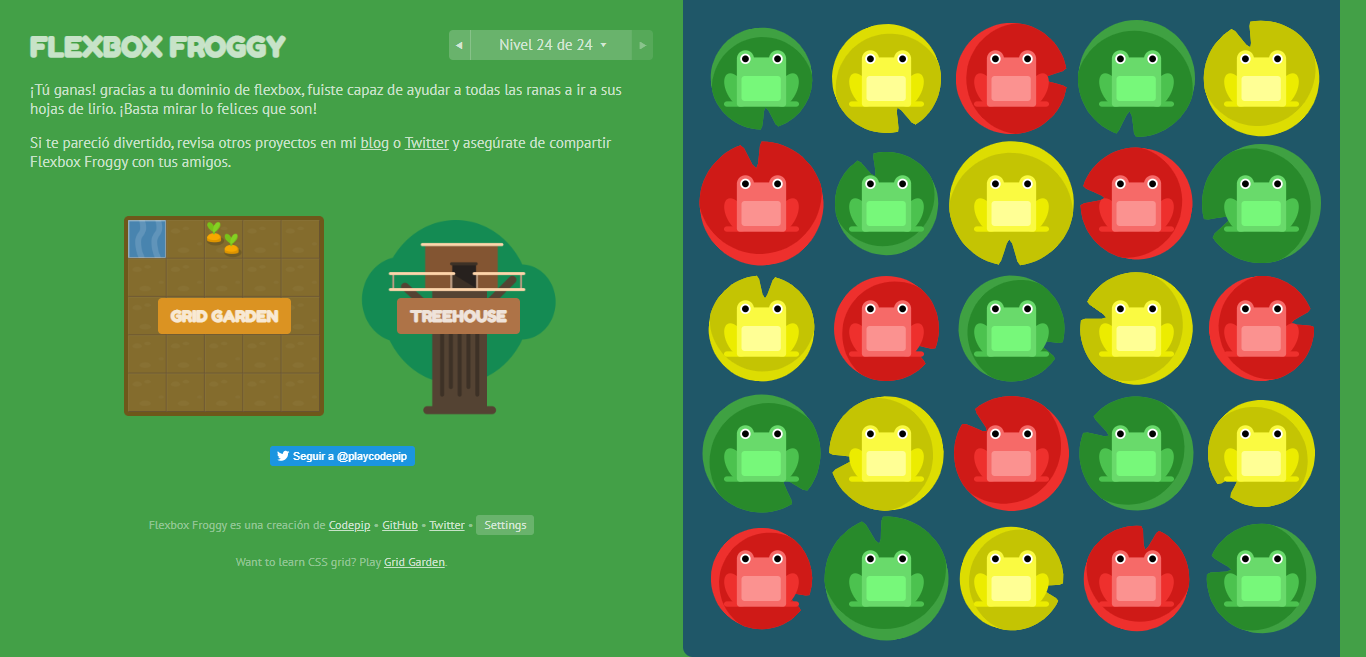 FLEXBOX FROGGY
Nivel 24 de 24
¡Tú ganas! gracias a tu dominio de flexbox, fuiste capaz de ayudar a todas las ranas a ir a sus
hojas de lirio. ¡Basta mirar lo felices que son!
Si te pareció divertido, revisa otros proyectos en mi blog o Twitter y asegúrate de compartir
Flexbox Froggy con tus amigos.
GRID GARDEN
TREEHOUSE
Seguir a @playcodepip
Flexbox Froggy es una creación de Codepip • GitHub • Twitter • Settings
Want to learn CSS grid? Play Grid Garden.